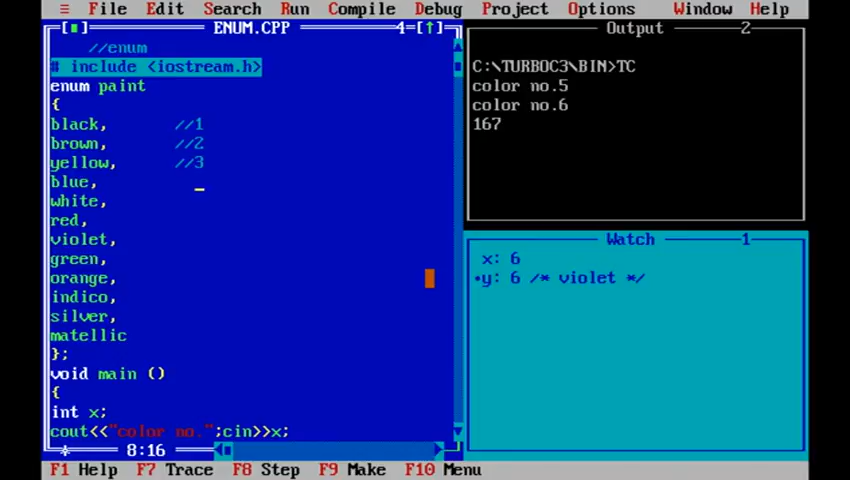 ≡ File Edit Search Run Compile Debug Project Options Window Help
[■] ENUM.CPP 4=[↑]
//enum
# include <iostream.h>
enum paint
{
black, //1
brown, //2
yellow, //3
blue, _
white,
red,
violet,
green,
orange,
indico,
silver,
matellic
};
void main ()
{
int x;
cout<<"color no.";cin>>x;
* 8:16
Output 2
C:\TURBOC3\BIN>TC
color no.5
color no.6
167
Watch 1
x: 6
•y: 6 /* violet */
F1 Help F7 Trace F8 Step F9 Make F10 Menu